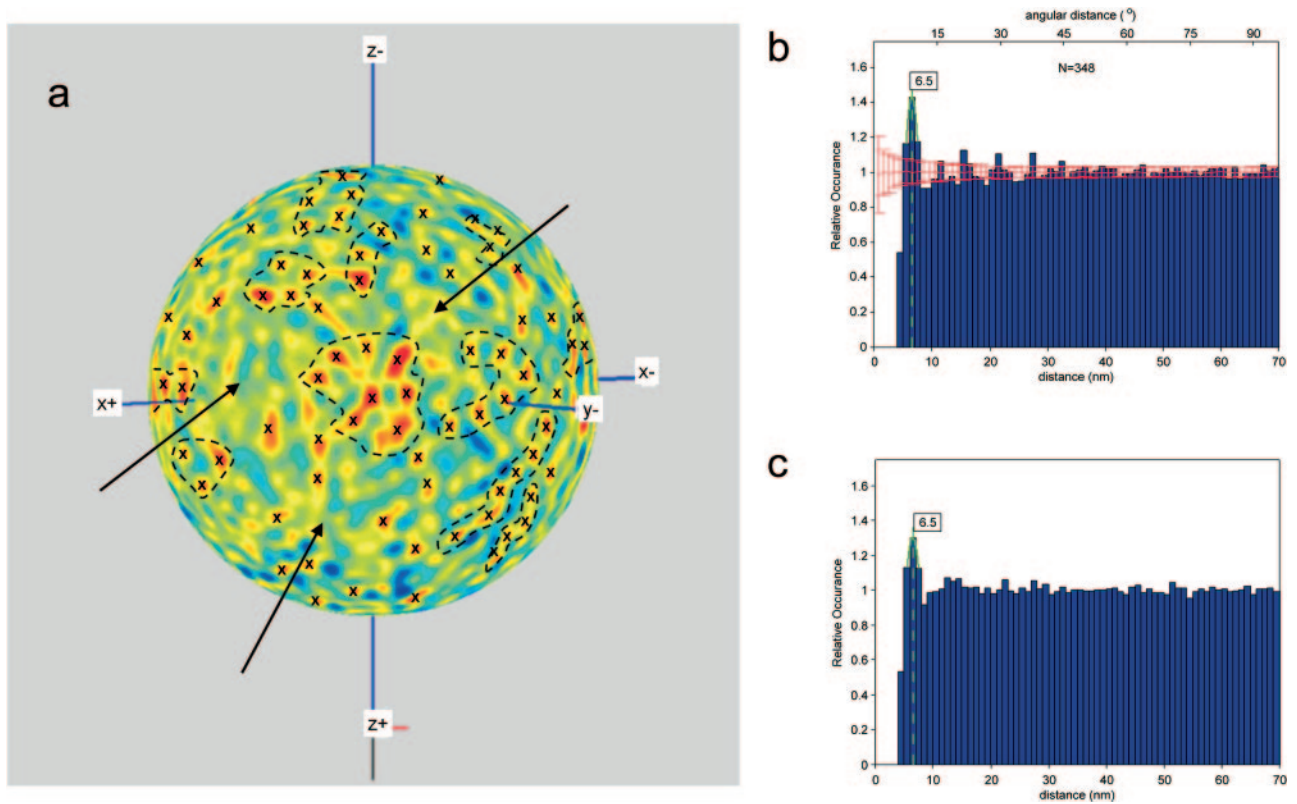 a
z-
x+
x-
y-
z+
b
angular distance (°)
15 30 45 60 75 90
N=348
6.5
Relative Occurance
1.6
1.4
1.2
1
0.8
0.6
0.4
0.2
0
0 10 20 30 40 50 60 70
distance (nm)
c
6.5
Relative Occurance
1.6
1.4
1.2
1
0.8
0.6
0.4
0.2
0
0 10 20 30 40 50 60 70
distance (nm)